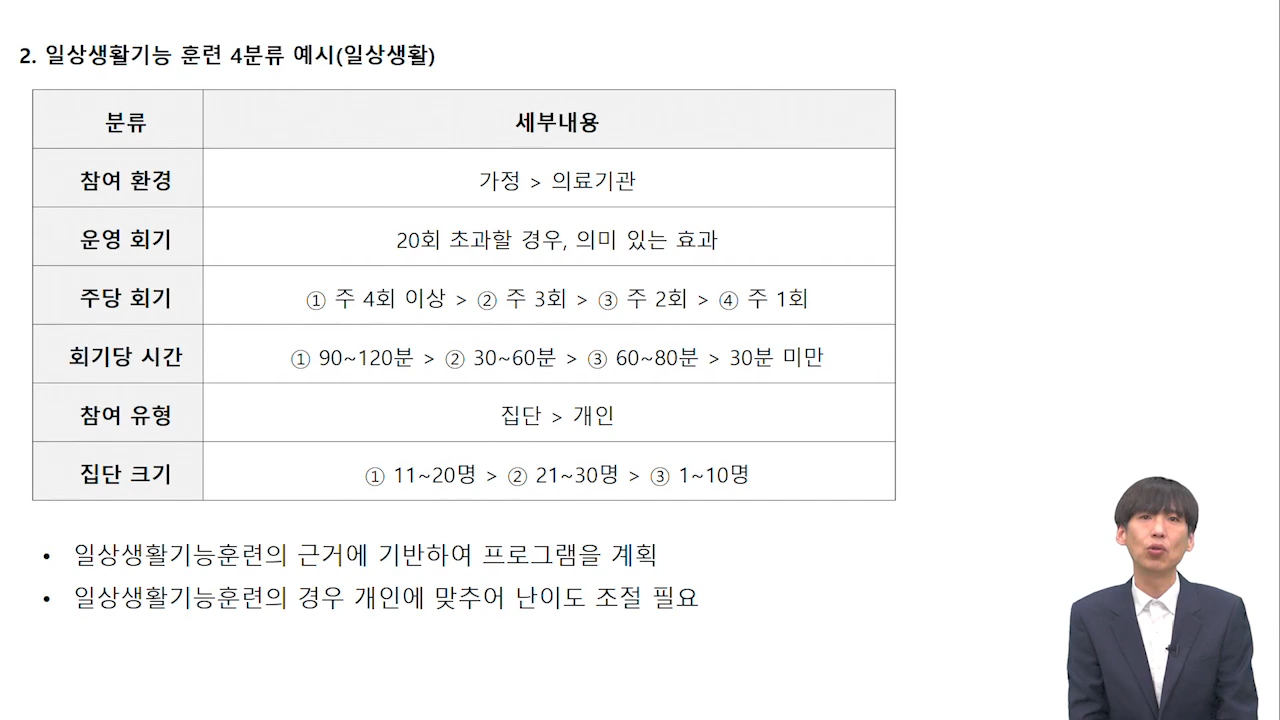 2. 일상생활기능 훈련 4분류 예시(일상생활)
분류 세부내용
참여 환경 가정 > 의료기관
운영 회기 20회 초과할 경우, 의미 있는 효과
주당 회기 ① 주 4회 이상 > ② 주 3회 > ③ 주 2회 > ④ 주 1회
회기당 시간 ① 90~120분 > ② 30~60분 > ③ 60~80분 > 30분 미만
참여 유형 집단 > 개인
집단 크기 ① 11~20명 > ② 21~30명 > ③ 1~10명
• 일상생활기능훈련의 근거에 기반하여 프로그램을 계획
• 일상생활기능훈련의 경우 개인에 맞추어 난이도 조절 필요